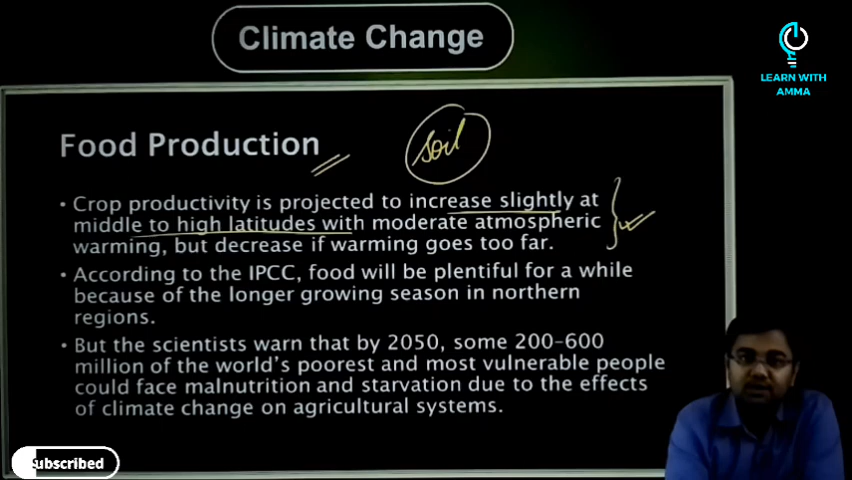 Climate Change
LEARN WITH
AMMA
Food Production
soil
• Crop productivity is projected to increase slightly at
middle to high latitudes with moderate atmospheric
warming, but decrease if warming goes too far.
• According to the IPCC, food will be plentiful for a while
because of the longer growing season in northern
regions.
• But the scientists warn that by 2050, some 200-600
million of the world's poorest and most vulnerable people
could face malnutrition and starvation due to the effects
of climate change on agricultural systems.
ubscribed